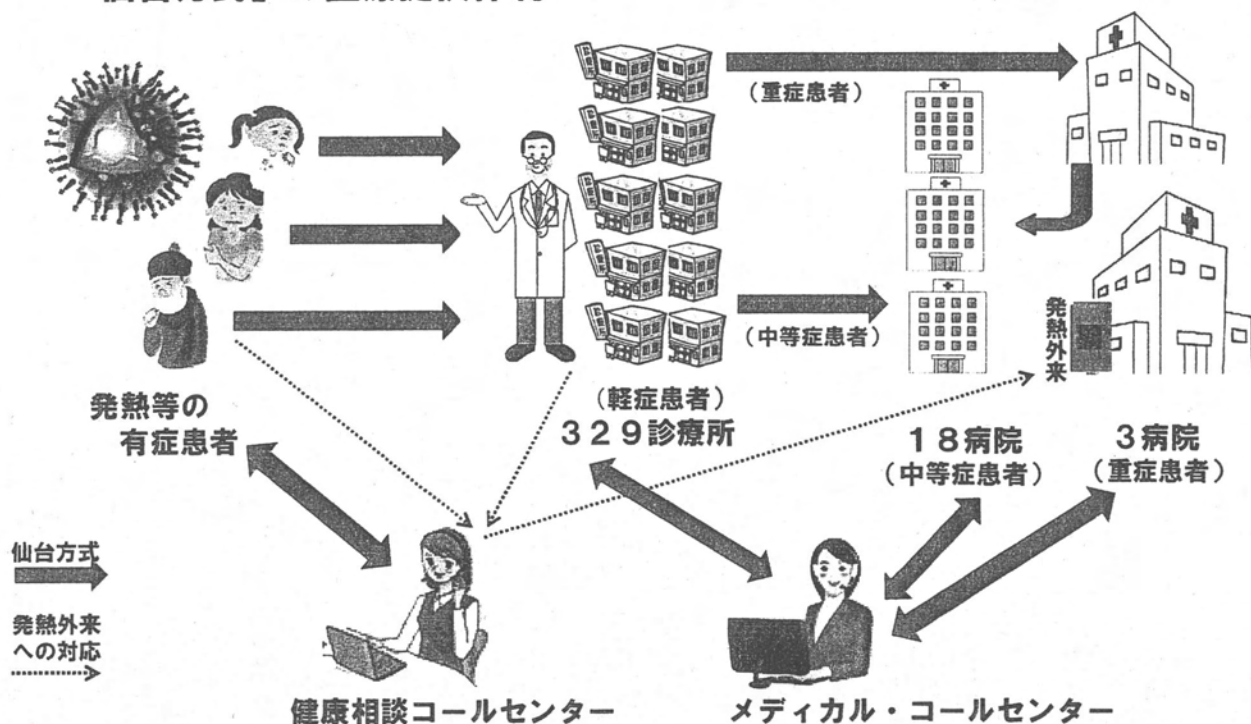 (重症患者)
(中等症患者)
発熱外来
発熱等の
有症患者
(軽症患者)
329診療所
18病院
(中等症患者)
3病院
(重症患者)
仙台方式
発熱外来
への対応
健康相談コールセンター
メディカル・コールセンター